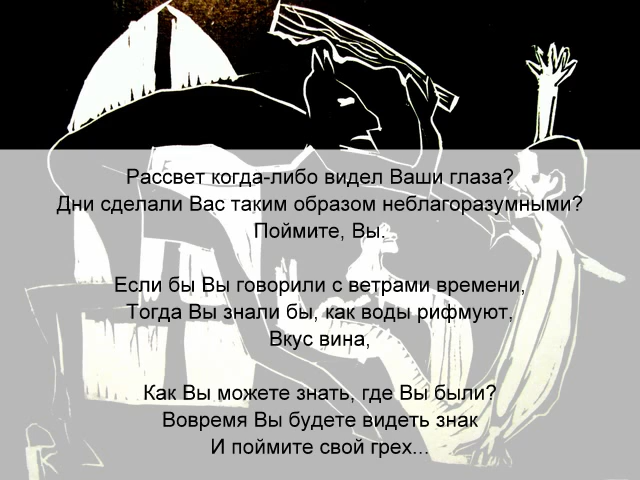 Рассвет когда-либо видел Ваши глаза?
Дни сделали Вас таким образом неблагоразумными?
Поймите, Вы.
Если бы Вы говорили с ветрами времени,
Тогда Вы знали бы, как воды рифмуют,
Вкус вина,
Как Вы можете знать, где Вы были?
Вовремя Вы будете видеть знак
И поймите свой грех...